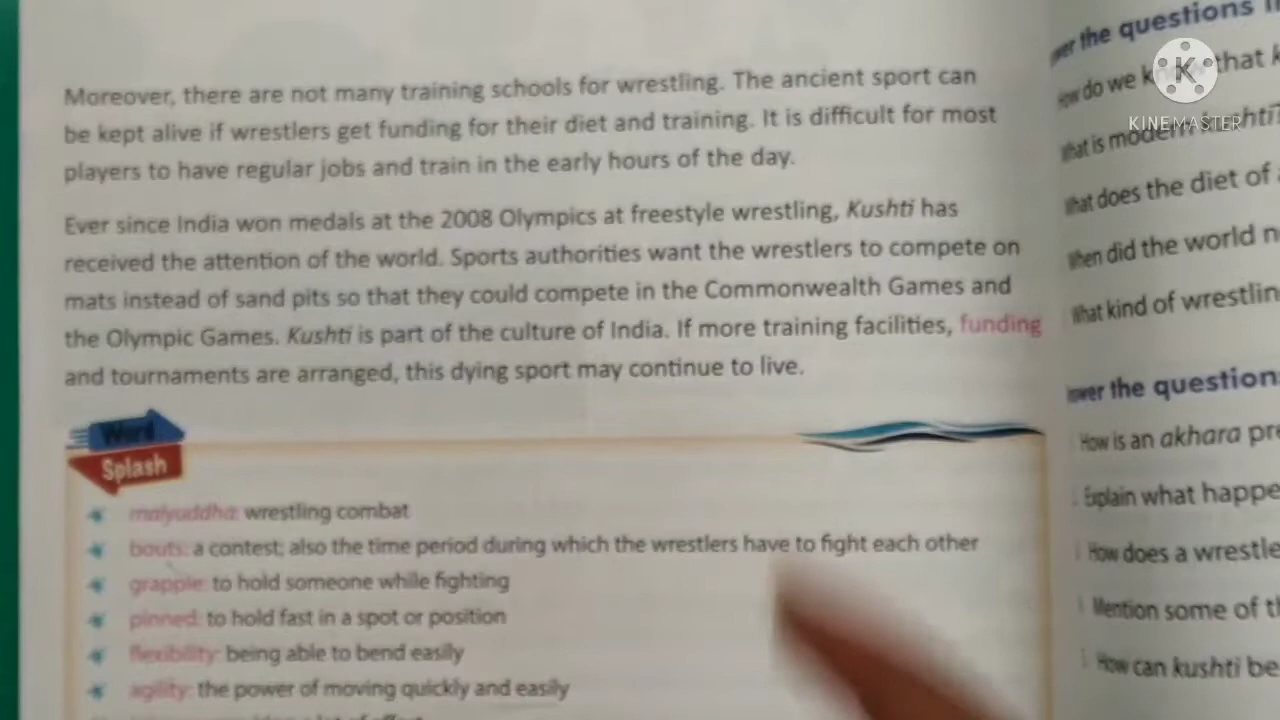 Moreover, there are not many training schools for wrestling. The ancient sport can
be kept alive if wrestlers get funding for their diet and training. It is difficult for most
players to have regular jobs and train in the early hours of the day.
Ever since India won medals at the 2008 Olympics at freestyle wrestling, Kushti has
received the attention of the world. Sports authorities want the wrestlers to compete on
mats instead of sand pits so that they could compete in the Commonwealth Games and
the Olympic Games. Kushti is part of the culture of India. If more training facilities, funding
and tournaments are arranged, this dying sport may continue to live.
Word
Splash
malyuddha: wrestling combat
bouts: a contest; also the time period during which the wrestlers have to fight each other
grapple: to hold someone while fighting
pinned: to hold fast in a spot or position
flexibility: being able to bend easily
agility: the power of moving quickly and easily
the questions
How do we that
What is modern
What does the diet of
When did the world
What kind of
the
How is an akhara
Explain what
How does a
Mention some of
How can kushti be
KINEMASTER